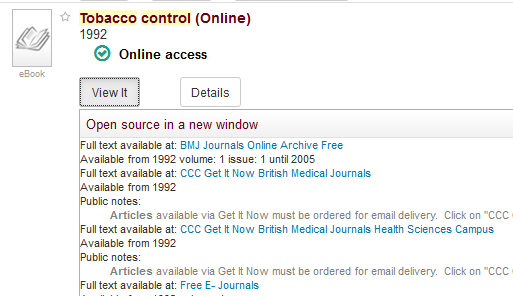 Tobacco control (Online)
1992
Online access
eBook
View It
Details
Open source in a new window
Full text available at: BMJ Journals Online Archive Free
Available from 1992 volume: 1 issue: 1 until 2005
Full text available at: CCC Get It Now British Medical Journals
Available from 1992
Public notes:
Articles available via Get It Now must be ordered for email delivery. Click on "CCC
Full text available at: CCC Get It Now British Medical Journals Health Sciences Campus
Available from 1992
Public notes:
Articles available via Get It Now must be ordered for email delivery. Click on "CCC
Full text available at: Free E- Journals